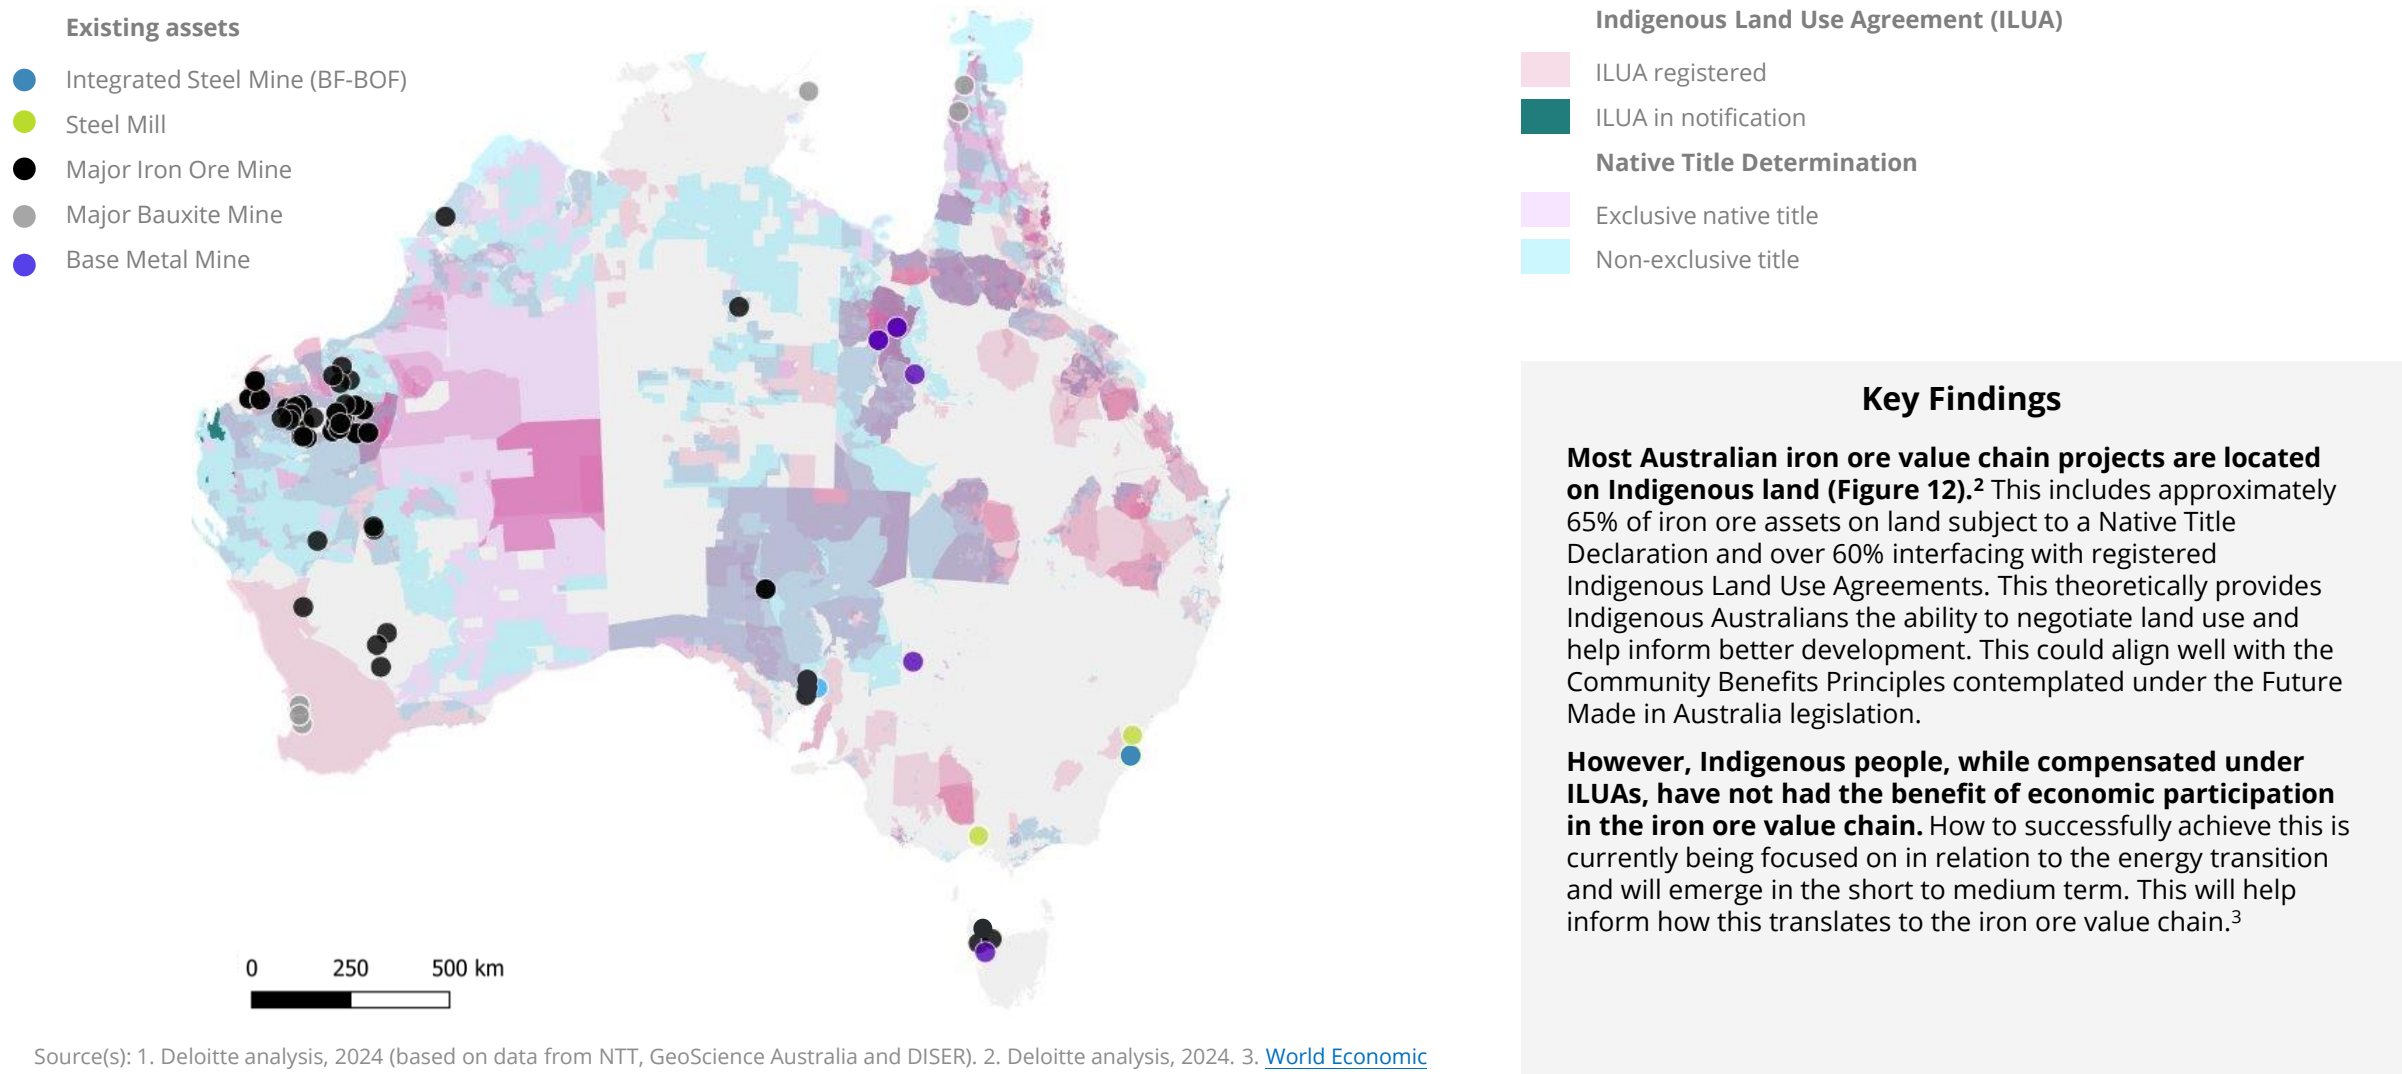 Existing assets
Integrated Steel Mine (BF-BOF)
Steel Mill
Major Iron Ore Mine
Major Bauxite Mine
Base Metal Mine
0 250 500 km
Indigenous Land Use Agreement (ILUA)
ILUA registered
ILUA in notification
Native Title Determination
Exclusive native title
Non-exclusive title
Key Findings
Most Australian iron ore value chain projects are located
on Indigenous land (Figure 12).² This includes approximately
65% of iron ore assets on land subject to a Native Title
Declaration and over 60% interfacing with registered
Indigenous Land Use Agreements. This theoretically provides
Indigenous Australians the ability to negotiate land use and
help inform better development. This could align well with the
Community Benefits Principles contemplated under the Future
Made in Australia legislation.
However, Indigenous people, while compensated under
ILUAs, have not had the benefit of economic participation
in the iron ore value chain. How to successfully achieve this is
currently being focused on in relation to the energy transition
and will emerge in the short to medium term. This will help
inform how this translates to the iron ore value chain.³
Source(s): 1. Deloitte analysis, 2024 (based on data from NTT, GeoScience Australia and DISER). 2. Deloitte analysis, 2024. 3. World Economic